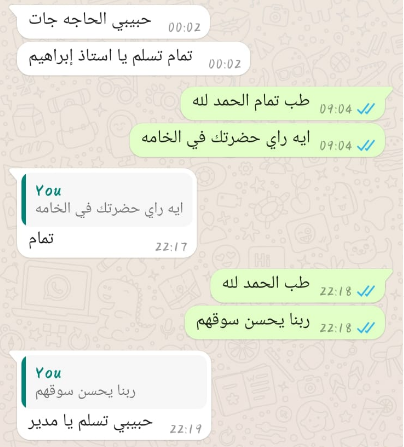 حبيبي الحاجه جات
00:02
تمام تسلم يا استاذ إبراهيم
00:02
طب تمام الحمد لله
09:04
ايه راي حضرتك في الخامه
09:04
You
ايه راي حضرتك في الخامه
تمام
22:17
طب الحمد لله
22:18
ربنا يحسن سوقهم
22:18
You
ربنا يحسن سوقهم
حبيبي تسلم يا مدير
22:19